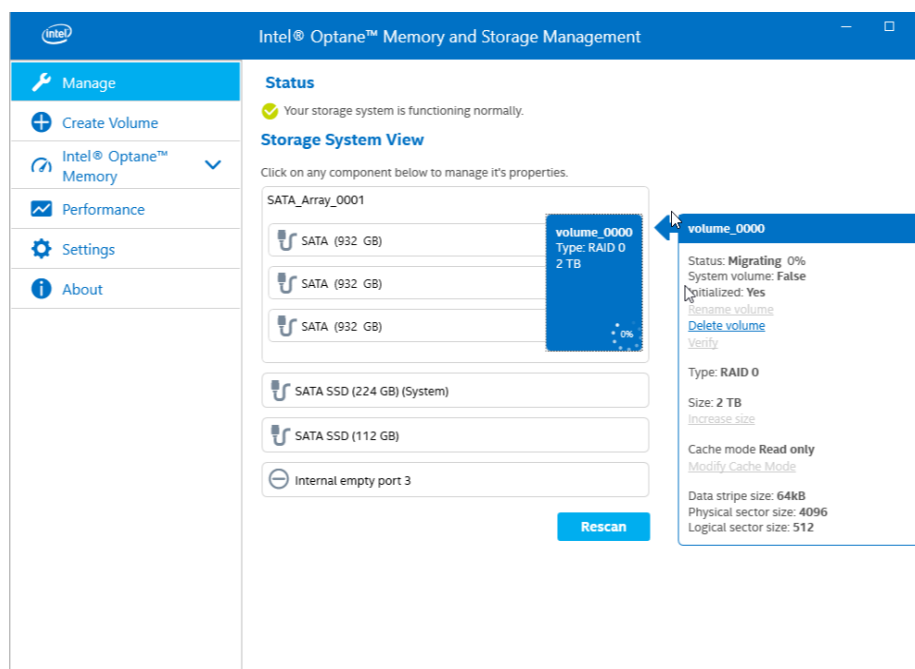 intel
Intel® Optane™ Memory and Storage Management
Manage
Create Volume
Intel® Optane™
Memory
Performance
Settings
About
Status
Your storage system is functioning normally.
Storage System View
Click on any component below to manage it's properties.
SATA_Array_0001
SATA (932 GB)
SATA (932 GB)
SATA (932 GB)
volume_0000
Type: RAID 0
2 TB
0%
SATA SSD (224 GB) (System)
SATA SSD (112 GB)
Internal empty port 3
Rescan
volume_0000
Status: Migrating 0%
System volume: False
Initialized: Yes
Rename volume
Delete volume
Verify
Type: RAID 0
Size: 2 TB
Increase size
Cache mode Read only
Modify Cache Mode
Data stripe size: 64kB
Physical sector size: 4096
Logical sector size: 512